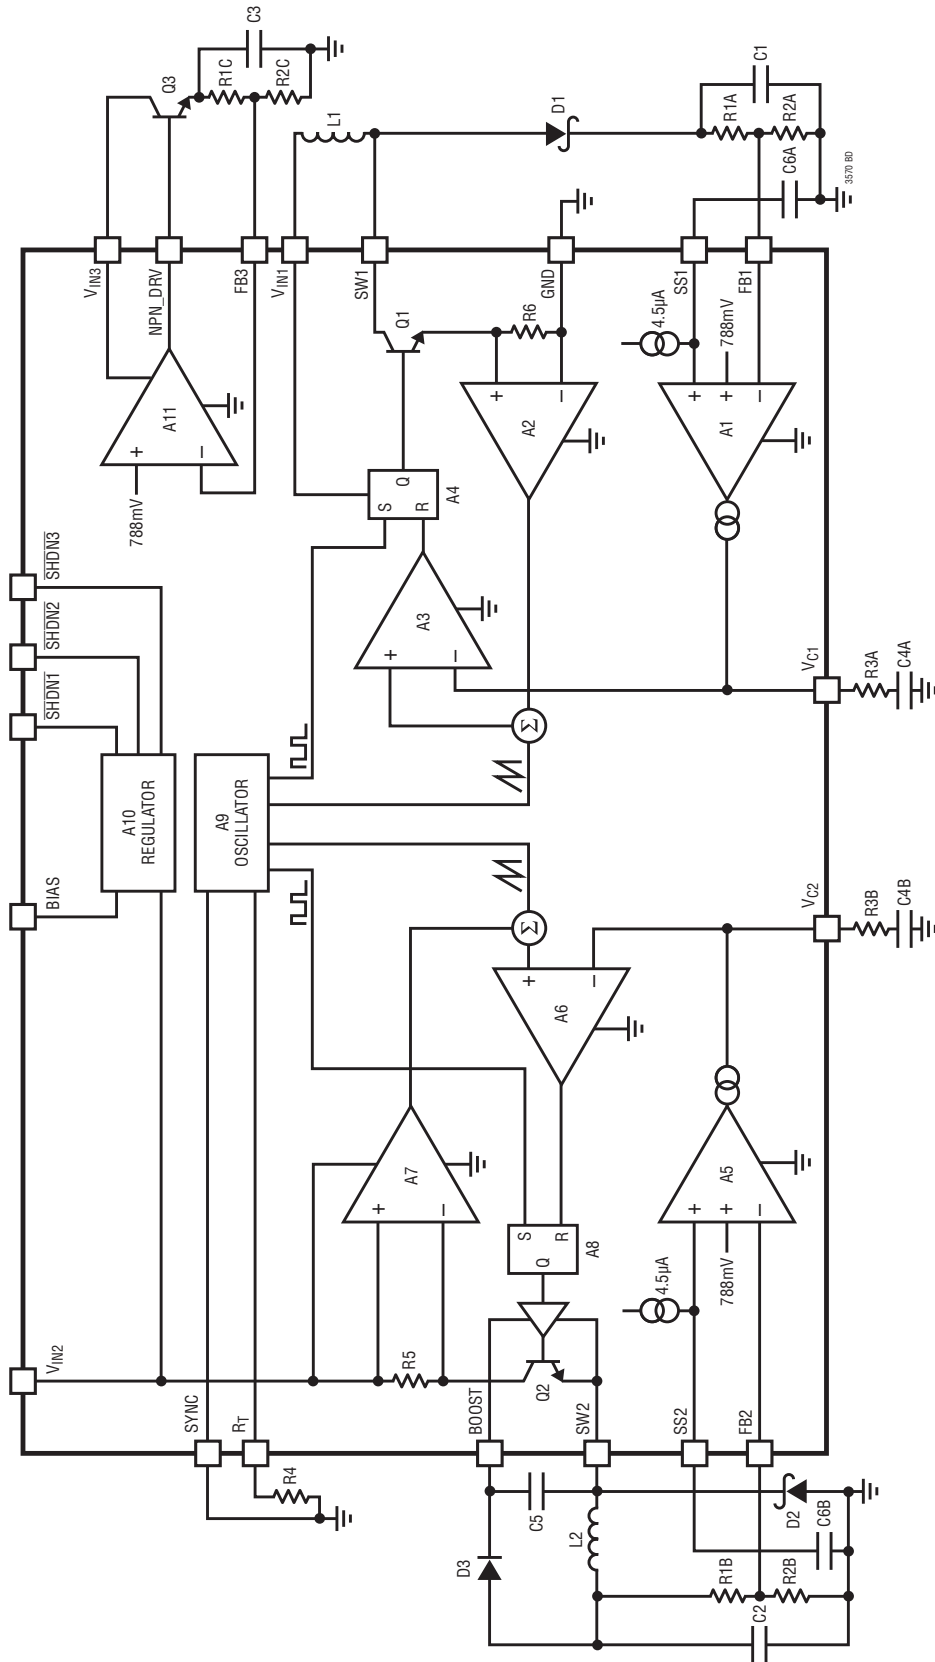 C3
R1C
R2C
Q3
L1
D1
C1
R1A
R2A
C6A
3570 BD
VIN3
NPN_DRV
FB3
VIN1
SW1
GND
SS1
FB1
A11
+
–
788mV
Q1
R6
4.5µA
788mV
A2
+
–
A1
+
+
–
S
Q
R
A4
A3
+
–
SHDN3
SHDN2
SHDN1
BIAS
A10
REGULATOR
A9
OSCILLATOR
Σ
Σ
VC1
R3A
C4A
VC2
R3B
C4B
A6
+
–
A7
+
–
A5
+
+
–
S
Q
R
A8
4.5µA
788mV
R5
Q2
VIN2
SYNC
RT
BOOST
SW2
SS2
FB2
R4
C5
L2
D3
D2
C6B
R1B
R2B
C2